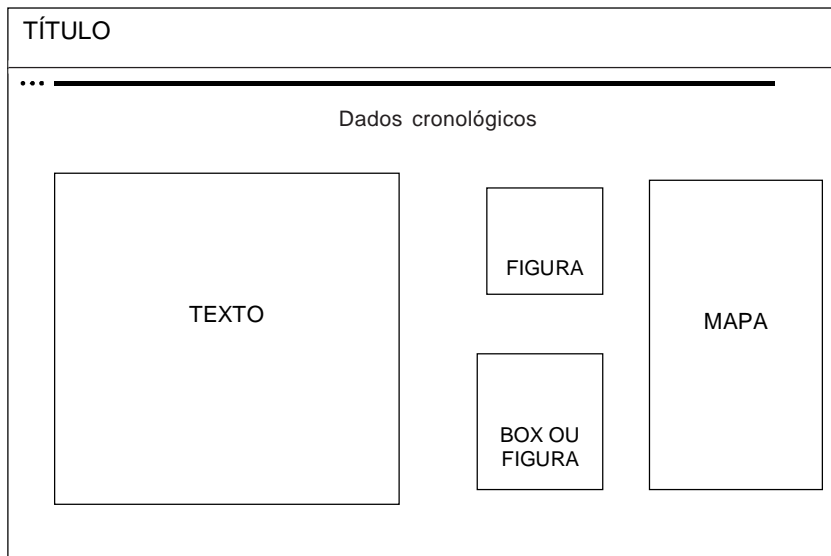 TÍTULO
Dados cronológicos
TEXTO
FIGURA
BOX OU
FIGURA
MAPA